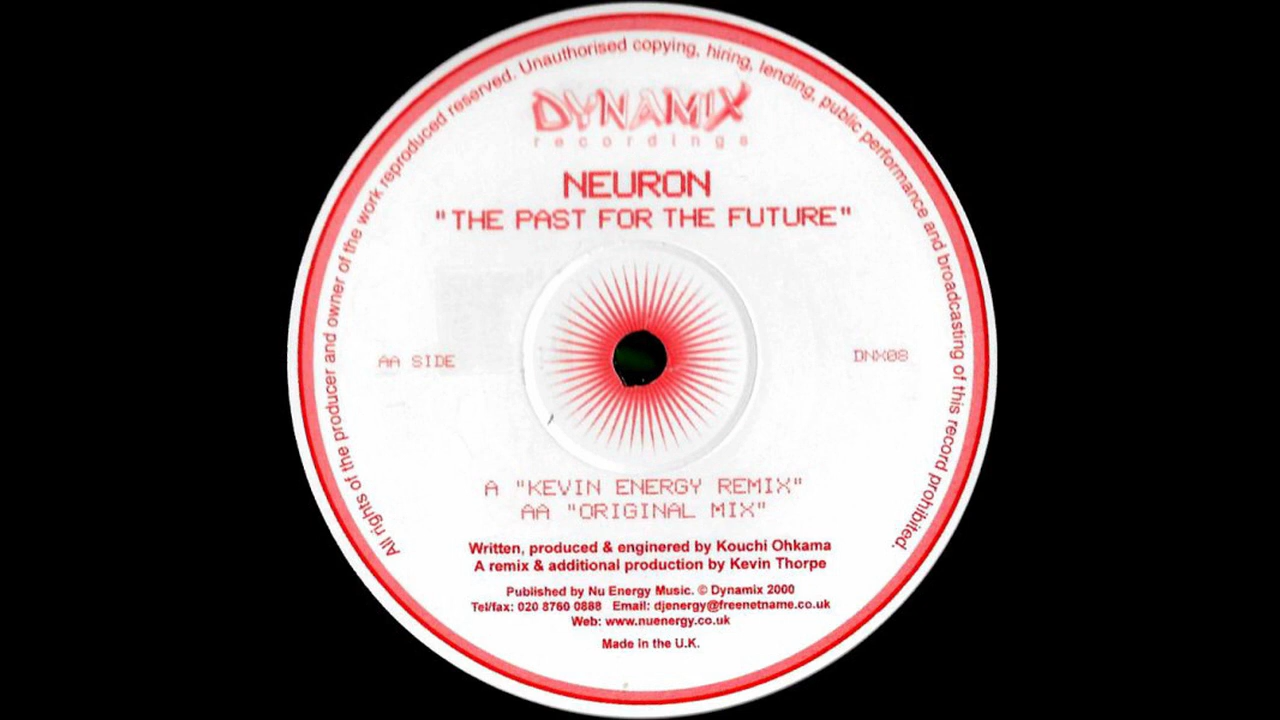 All rights of the producer and owner of the work reproduced reserved. Unauthorised copying, hiring, lending, public performance and broadcasting of this record prohibited.
DYNAMIX
recordings
NEURON
"THE PAST FOR THE FUTURE"
AA SIDE
DNX08
A "KEVIN ENERGY REMIX"
AA "ORIGINAL MIX"
Written, produced & enginered by Kouchi Ohkama
A remix & additional production by Kevin Thorpe
Published by Nu Energy Music. © Dynamix 2000
Tel/fax: 020 8760 0888 Email: djenergy@freenetname.co.uk
Web: www.nuenergy.co.uk
Made in the U.K.